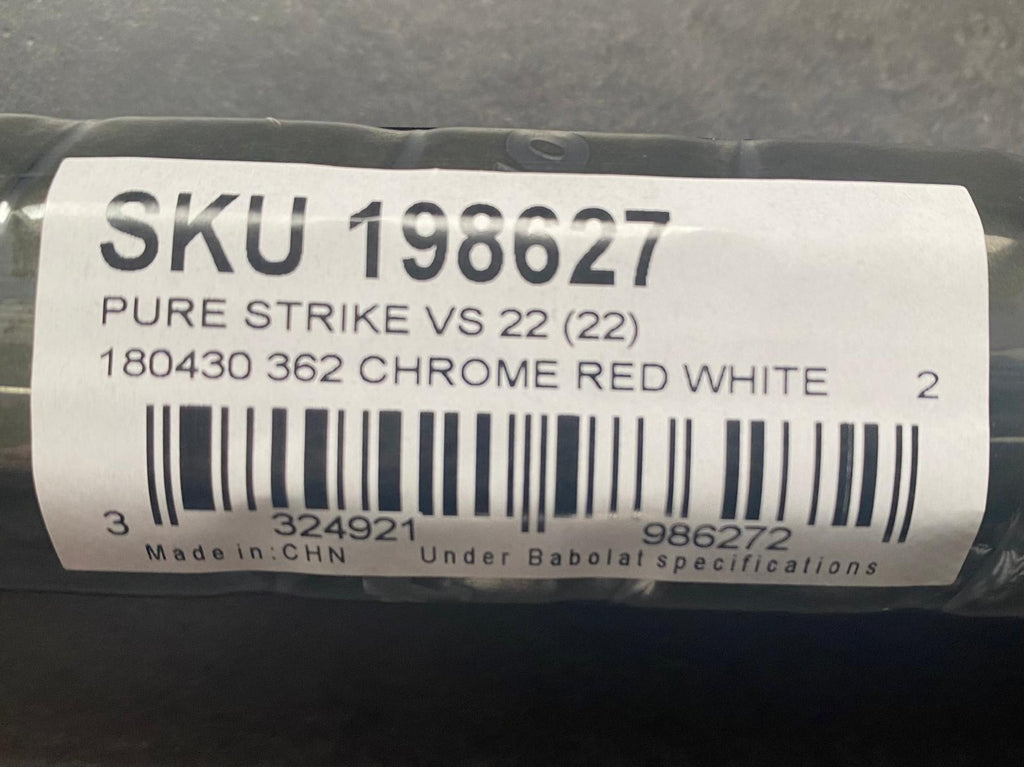 SKU 198627
PURE STRIKE VS 22 (22)
180430 362 CHROME RED WHITE 2
3 324921 986272
Made in:CHN Under Babolat specifications